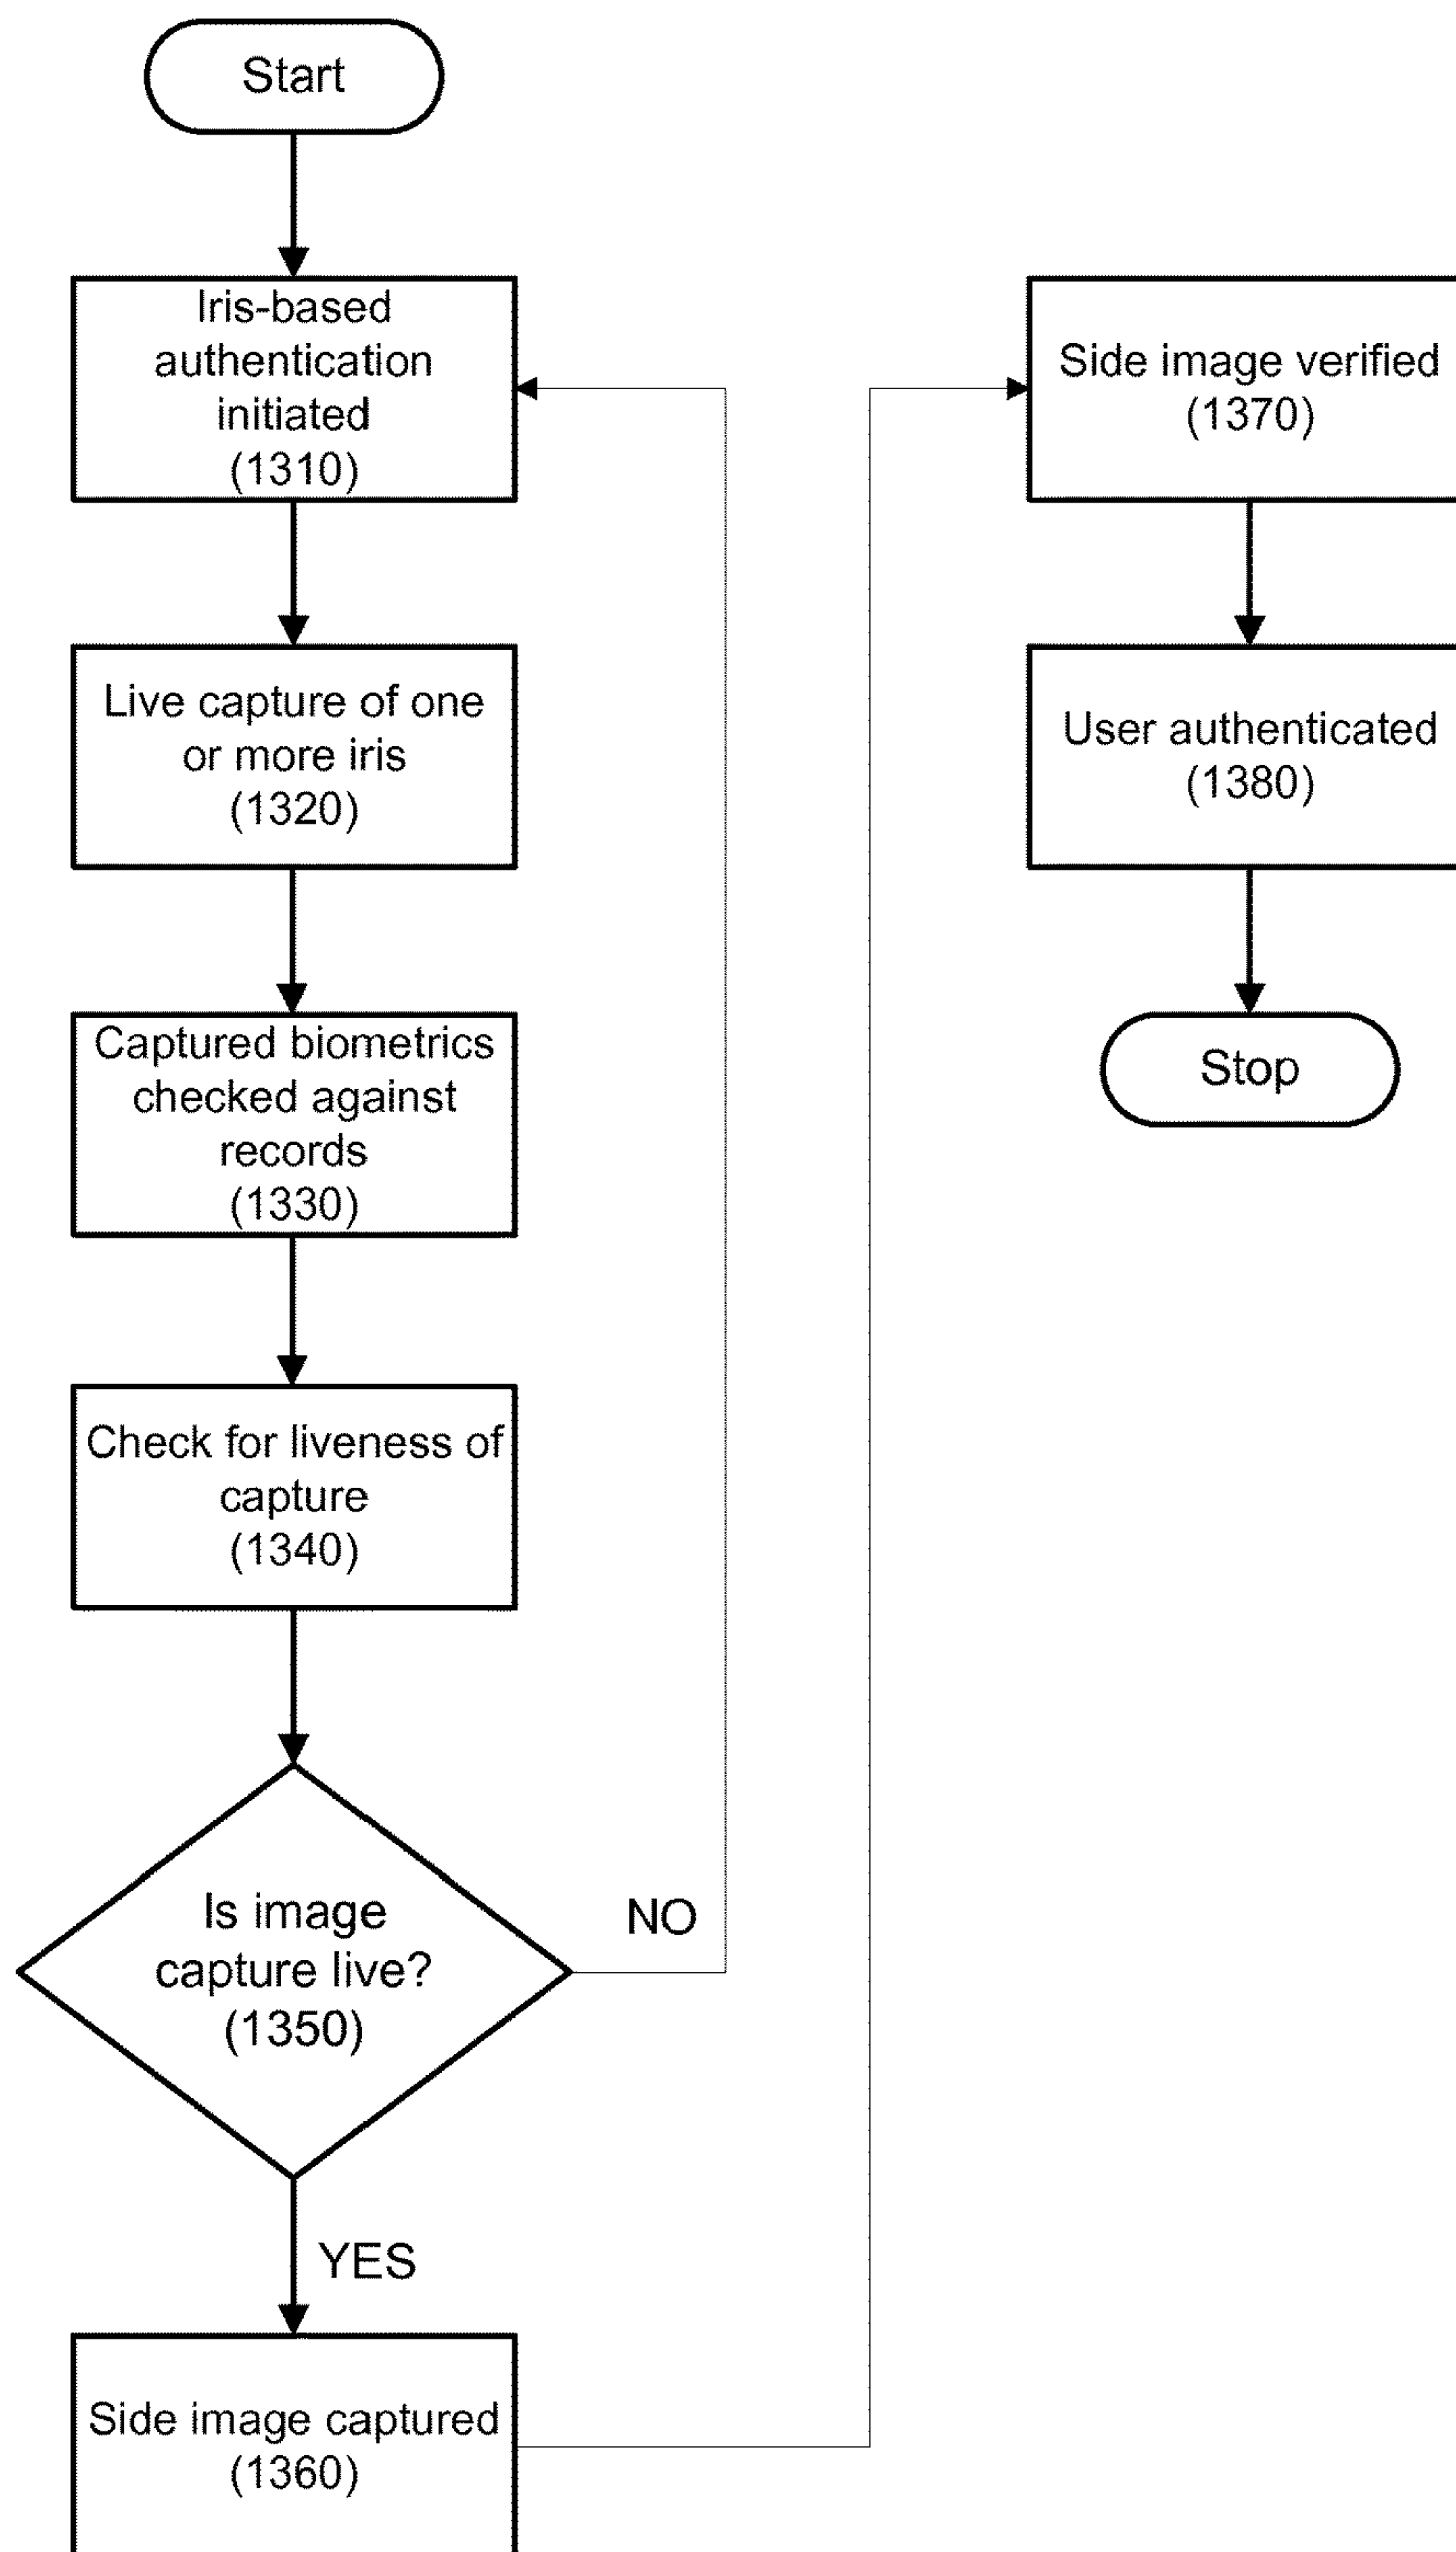 Start
Iris-based
authentication
initiated
(1310)
Live capture of one
or more iris
(1320)
Captured biometrics
checked against
records
(1330)
Check for liveness of
capture
(1340)
Is image
capture live?
(1350)
NO
YES
Side image captured
(1360)
Side image verified
(1370)
User authenticated
(1380)
Stop